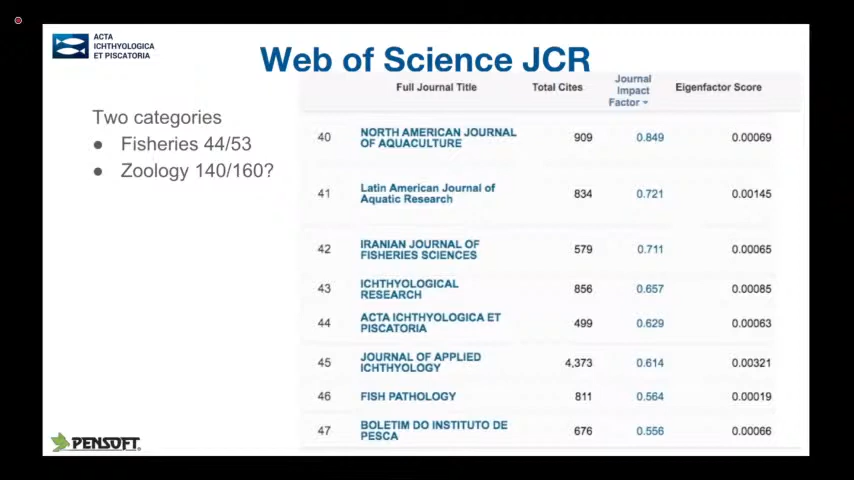 ACTA
ICHTHYOLOGICA
ET PISCATORIA
Web of Science JCR
Two categories
● Fisheries 44/53
● Zoology 140/160?
Full Journal Title Total Cites Journal Impact Factor Eigenfactor Score
40 NORTH AMERICAN JOURNAL OF AQUACULTURE 909 0.849 0.00069
41 Latin American Journal of Aquatic Research 834 0.721 0.00145
42 IRANIAN JOURNAL OF FISHERIES SCIENCES 579 0.711 0.00065
43 ICHTHYOLOGICAL RESEARCH 856 0.657 0.00085
44 ACTA ICHTHYOLOGICA ET PISCATORIA 499 0.629 0.00063
45 JOURNAL OF APPLIED ICHTHYOLOGY 4,373 0.614 0.00321
46 FISH PATHOLOGY 811 0.564 0.00019
47 BOLETIM DO INSTITUTO DE PESCA 676 0.556 0.00066
PENSOFT.